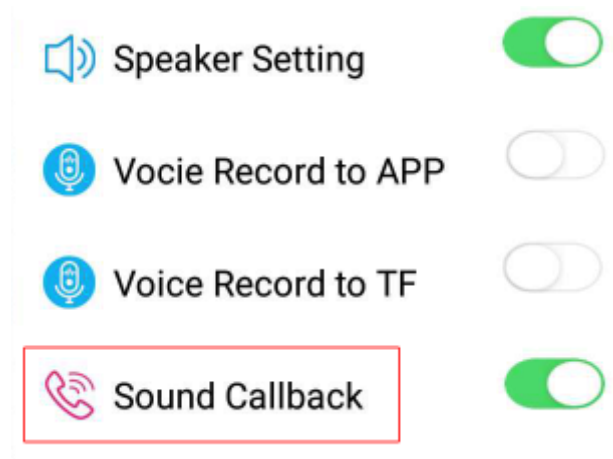 Speaker Setting
Vocie Record to APP
Voice Record to TF
Sound Callback